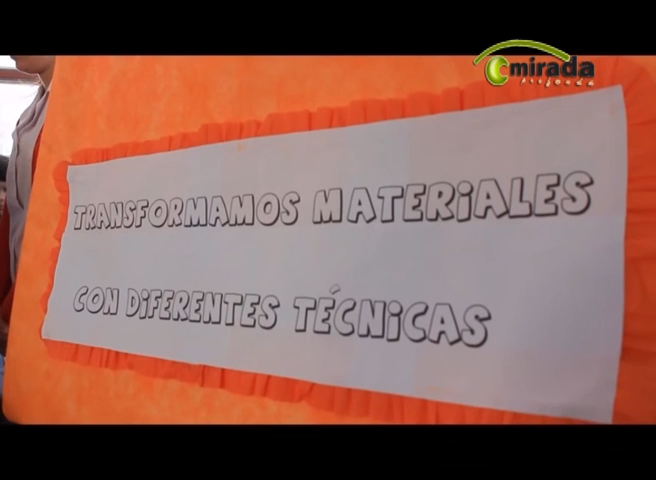 mirada
TRANSFORMAMOS MATERiALES
CON DiFERENTES TÉCNiCAS